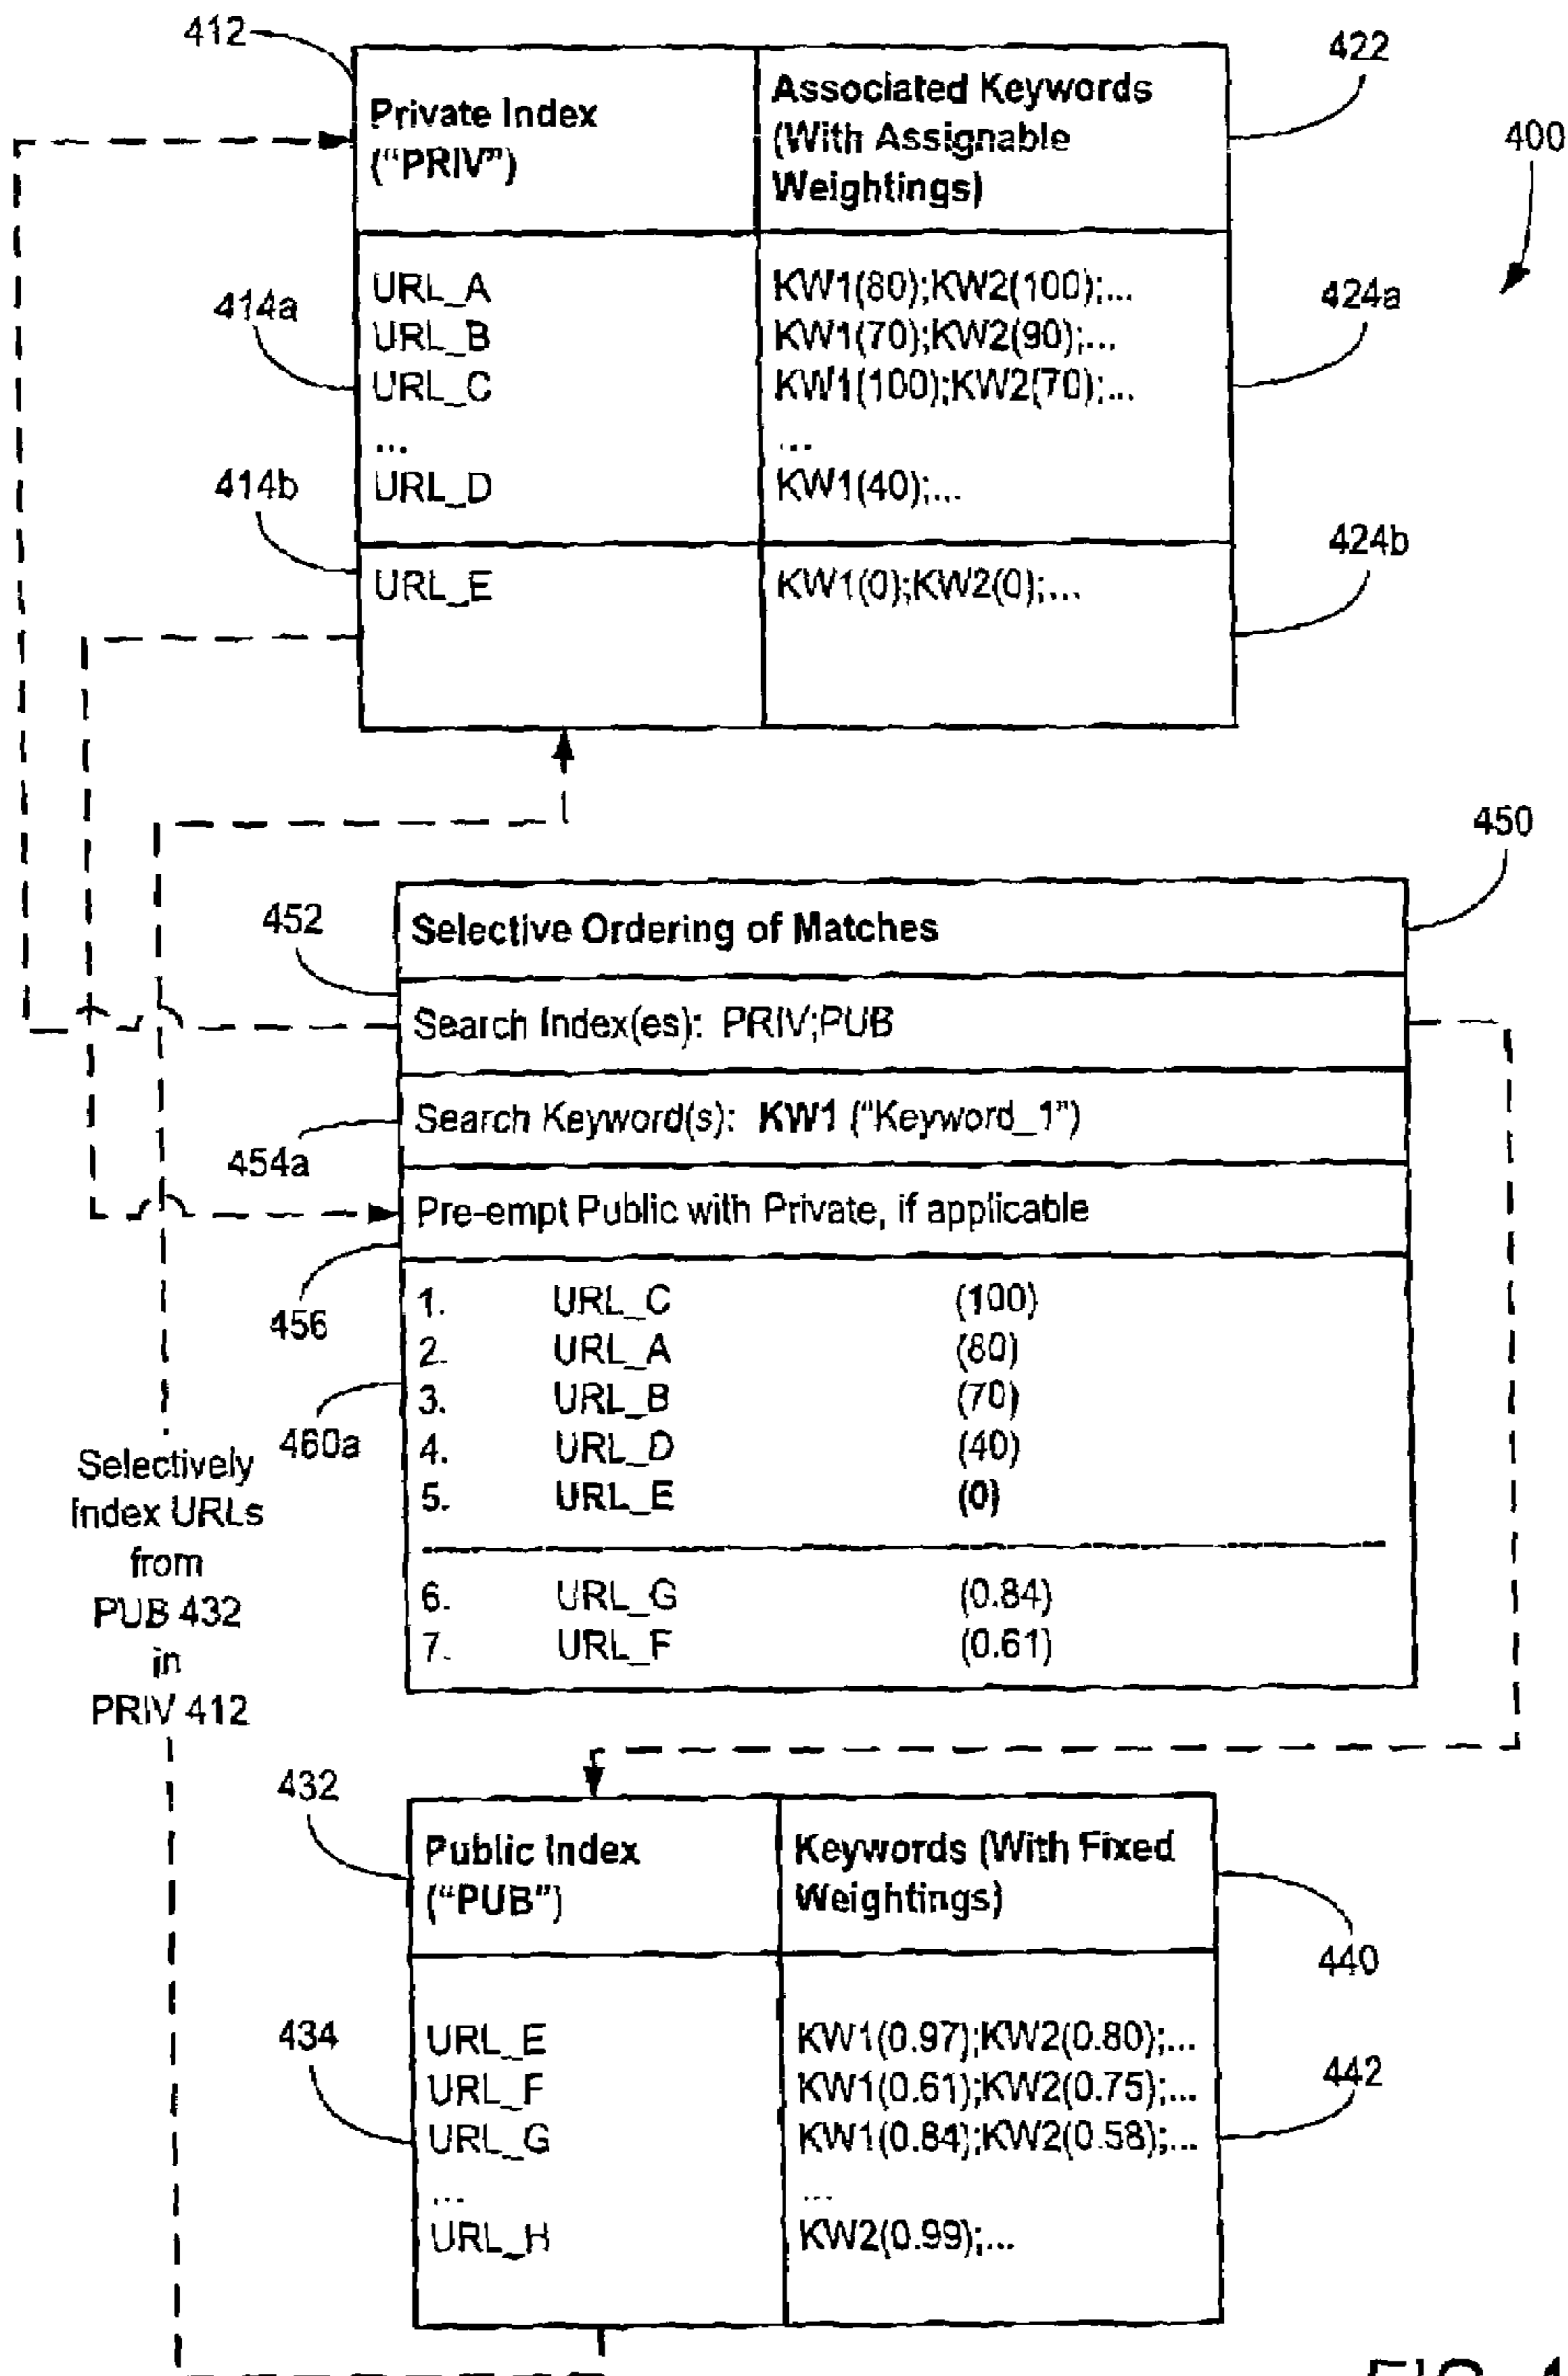 412
422
400
Private Index
("PRIV")
Associated Keywords
(With Assignable
Weightings)
414a
424a
URL_A KW1(80);KW2(100);...
URL_B KW1(70);KW2(90);...
URL_C KW1(100);KW2(70);...
... ...
414b
URL_D KW1(40);...
424b
URL_E KW1(0);KW2(0);...
450
452
Selective Ordering of Matches
Search Index(es): PRIV;PUB
454a
Search Keyword(s): KW1 ("Keyword_1")
Pre-empt Public with Private, if applicable
456
460a
1. URL_C (100)
2. URL_A (80)
3. URL_B (70)
4. URL_D (40)
5. URL_E (0)
6. URL_G (0.84)
7. URL_F (0.61)
Selectively
Index URLs
from
PUB 432
in
PRIV 412
432
Public Index
("PUB")
Keywords (With Fixed
Weightings)
440
434
442
URL_E KW1(0.97);KW2(0.80);...
URL_F KW1(0.61);KW2(0.75);...
URL_G KW1(0.84);KW2(0.58);...
... ...
URL_H KW2(0.99);...